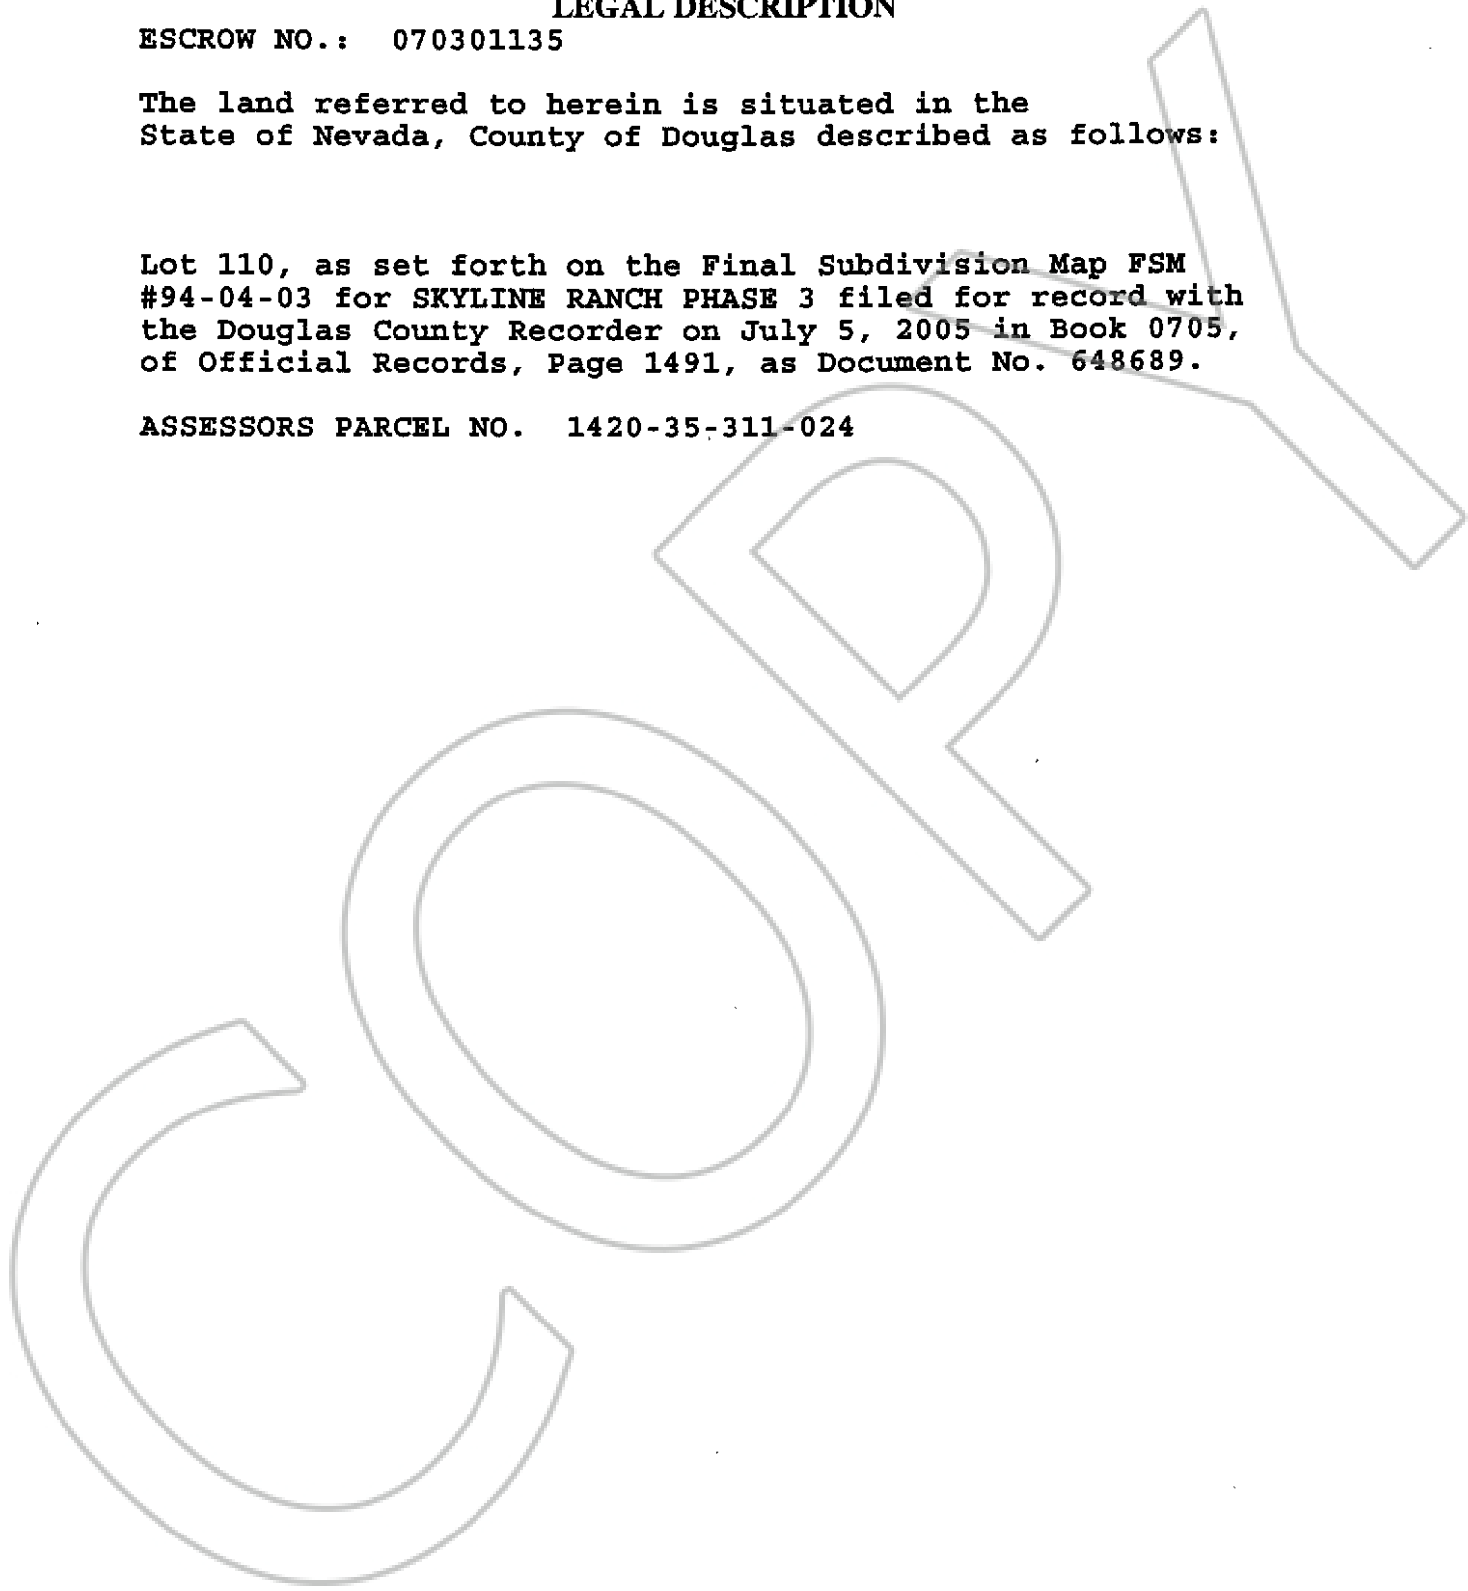 LEGAL DESCRIPTION
ESCROW NO.: 070301135
The land referred to herein is situated in the
State of Nevada, County of Douglas described as follows:
Lot 110, as set forth on the Final Subdivision Map FSM
#94-04-03 for SKYLINE RANCH PHASE 3 filed for record with
the Douglas County Recorder on July 5, 2005 in Book 0705,
of Official Records, Page 1491, as Document No. 648689.
ASSESSORS PARCEL NO. 1420-35-311-024
COPY